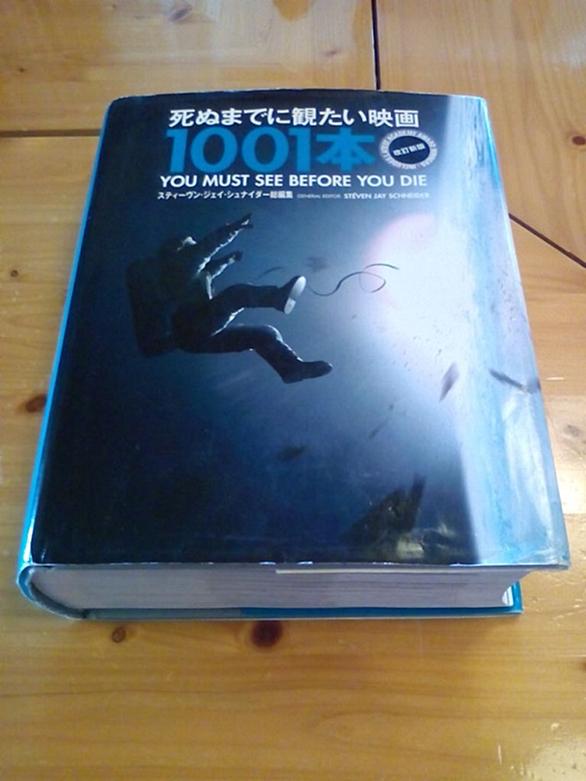 死ぬまでに観たい映画
1001本
改訂新版
YOU MUST SEE BEFORE YOU DIE
スティーヴン・ジェイ・シュナイダー総編集 GENERAL EDITOR STEVEN JAY SCHNEIDER